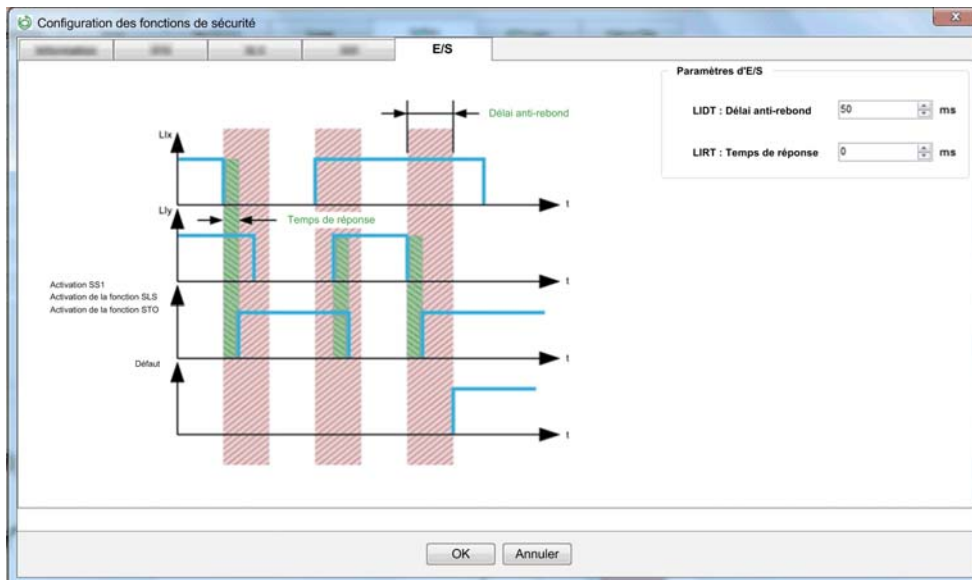 Configuration des fonctions de sécurité
E/S
Paramètres d'E/S
LIDT : Délai anti-rebond 50 ms
LIRT : Temps de réponse 0 ms
Délai anti-rebond
LIx
t
LIy
Temps de réponse
t
Activation SS1
Activation de la fonction SLS
Activation de la fonction STO
t
Défaut
t
OK Annuler